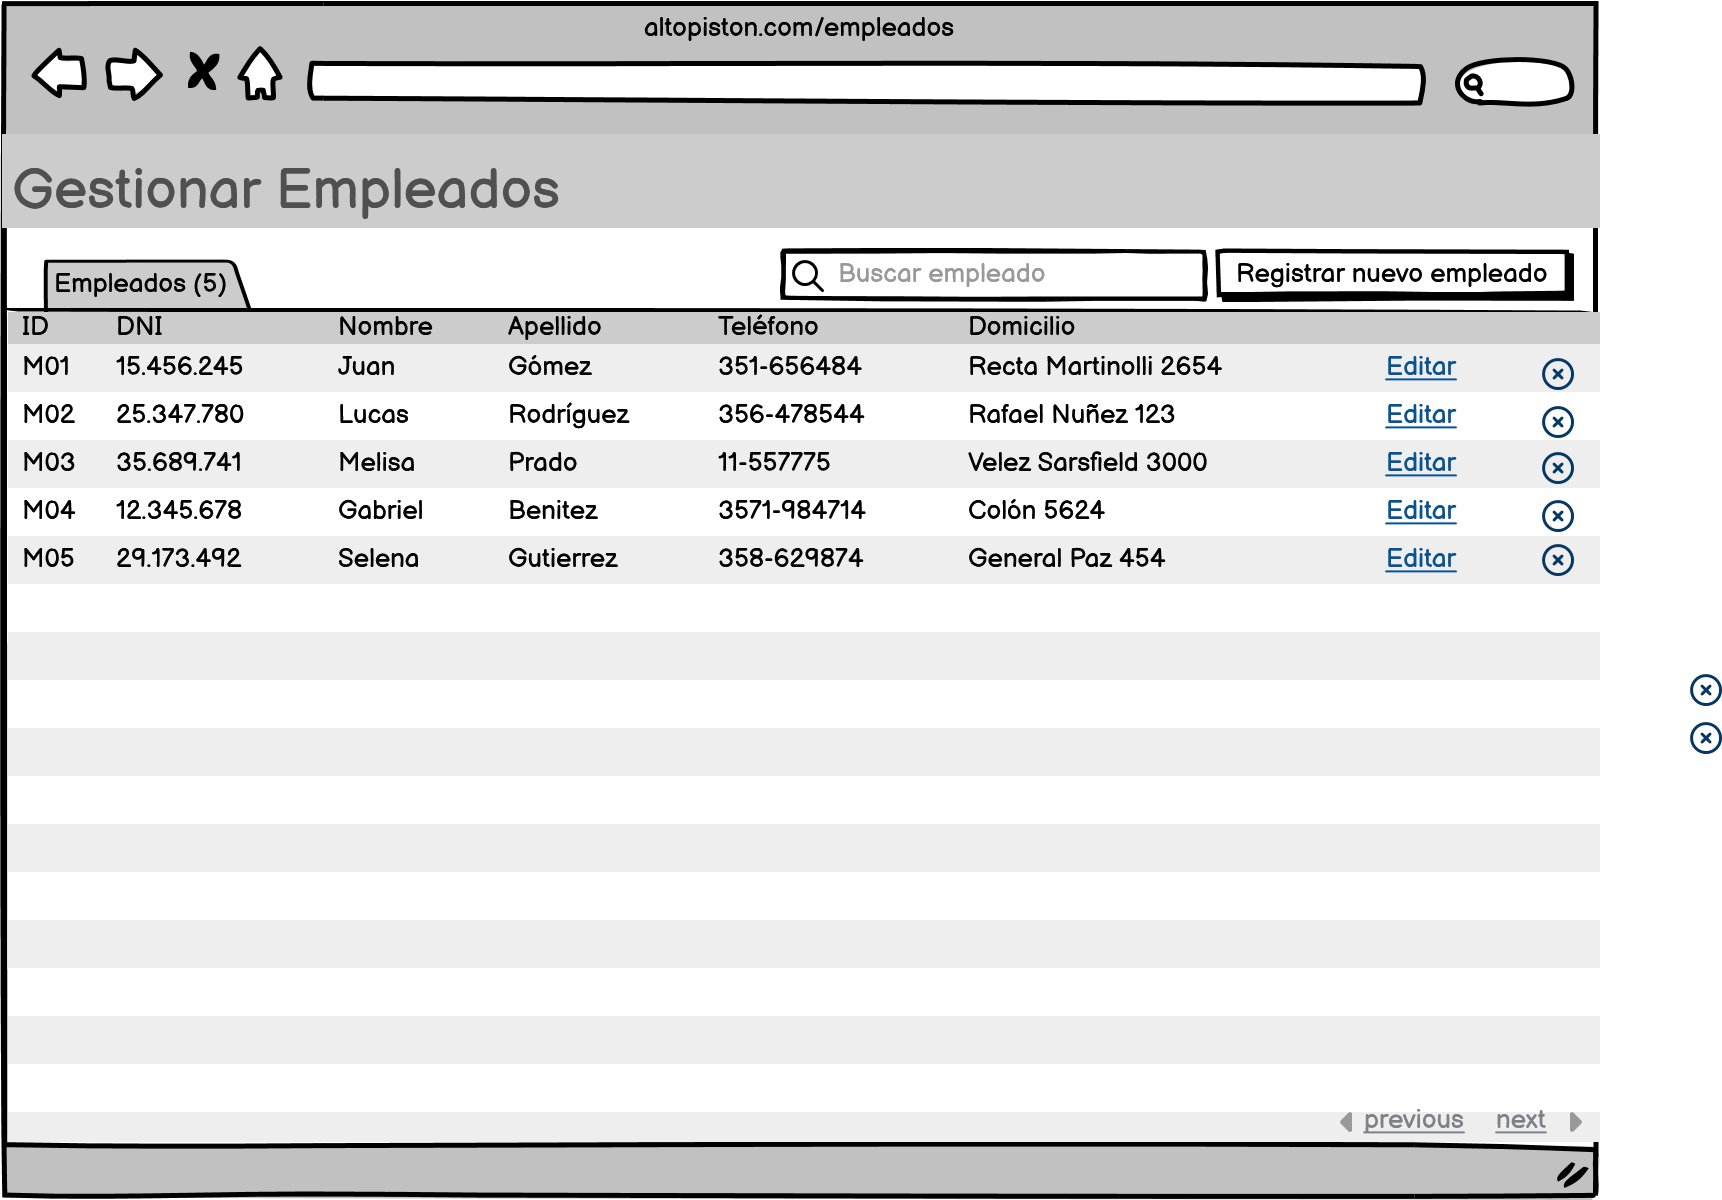 altopiston.com/empleados
Gestionar Empleados
Empleados (5)
Buscar empleado
Registrar nuevo empleado
ID DNI Nombre Apellido Teléfono Domicilio
M01 15.456.245 Juan Gómez 351-656484 Recta Martinolli 2654 Editar
M02 25.347.780 Lucas Rodríguez 356-478544 Rafael Nuñez 123 Editar
M03 35.689.741 Melisa Prado 11-557775 Velez Sarsfield 3000 Editar
M04 12.345.678 Gabriel Benitez 3571-984714 Colón 5624 Editar
M05 29.173.492 Selena Gutierrez 358-629874 General Paz 454 Editar
previous next